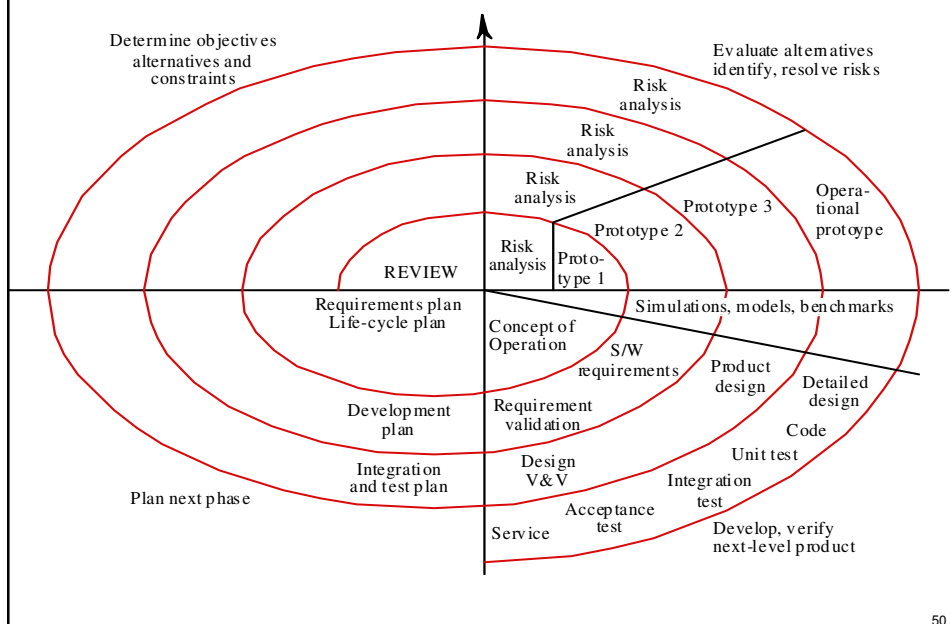 Determine objectives
alternatives and
constraints
Evaluate alternatives
identify, resolve risks
Risk
analysis
Risk
analysis
Risk
analysis
Risk
analysis
Proto-
type 1
Prototype 2
Prototype 3
Opera-
tional
protoype
REVIEW
Requirements plan
Life-cycle plan
Simulations, models, benchmarks
Concept of
Operation
S/W
requirements
Product
design
Detailed
design
Development
plan
Requirement
validation
Code
Unit test
Integration
and test plan
Design
V&V
Integration
test
Plan next phase
Acceptance
test
Service
Develop, verify
next-level product
50